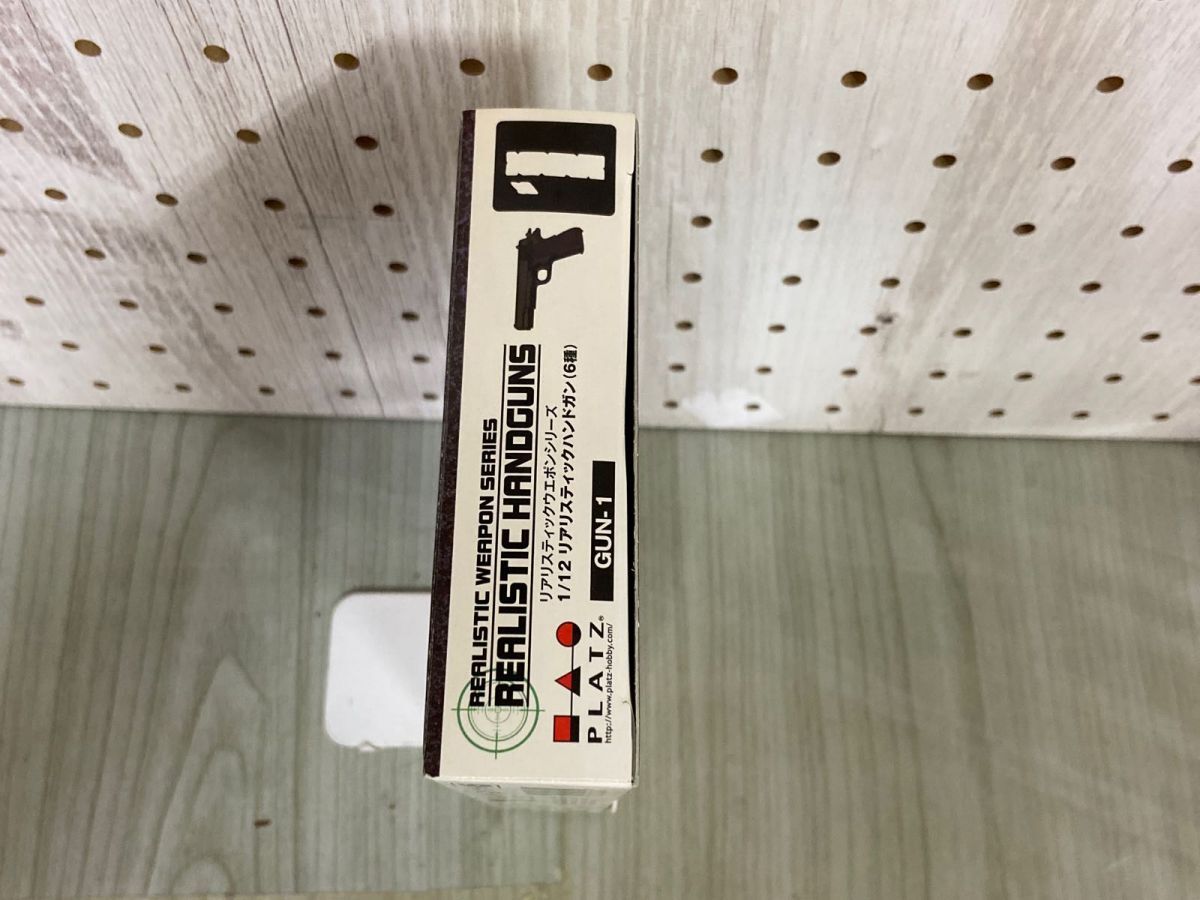 REALISTIC WEAPON SERIES
REALISTIC HANDGUNS
リアリスティックウエポンシリーズ
1/12 リアリスティックハンドガン(6種)
GUN-1
PLATZ®
http://www.platz-hobby.com/